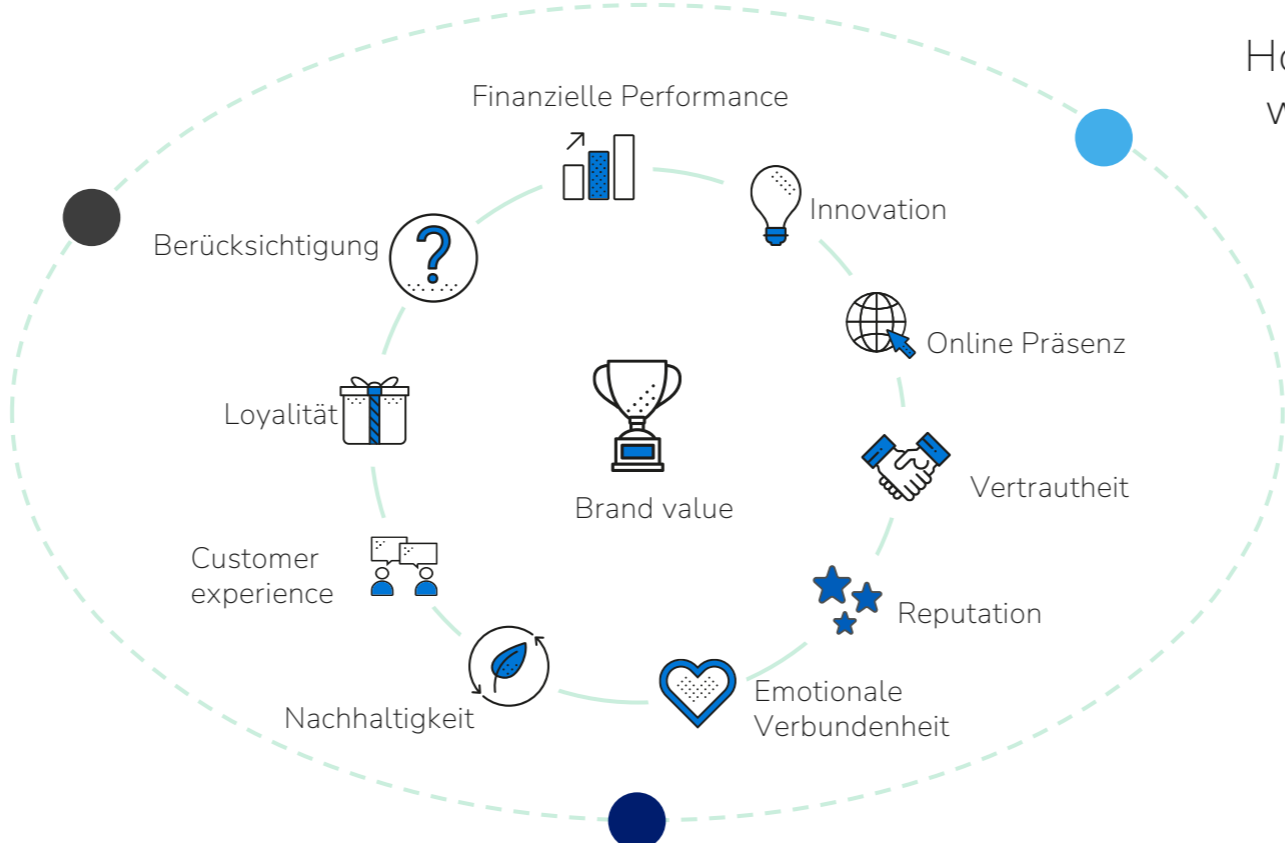 Finanzielle Performance
Innovation
Berücksichtigung
Online Präsenz
Loyalität
Vertrautheit
Brand value
Customer
experience
Reputation
Emotionale
Verbundenheit
Nachhaltigkeit